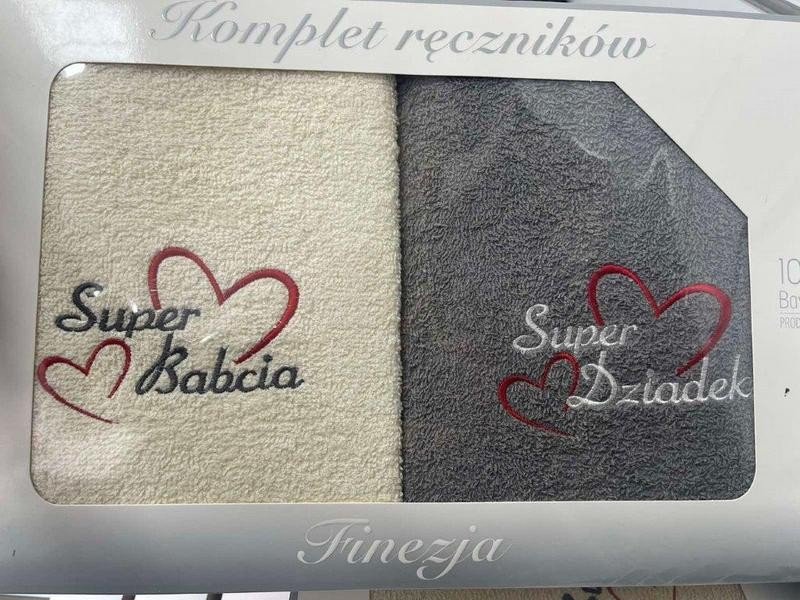 Komplet ręczników
Super
Babcia
Super
Dziadek
Finezja